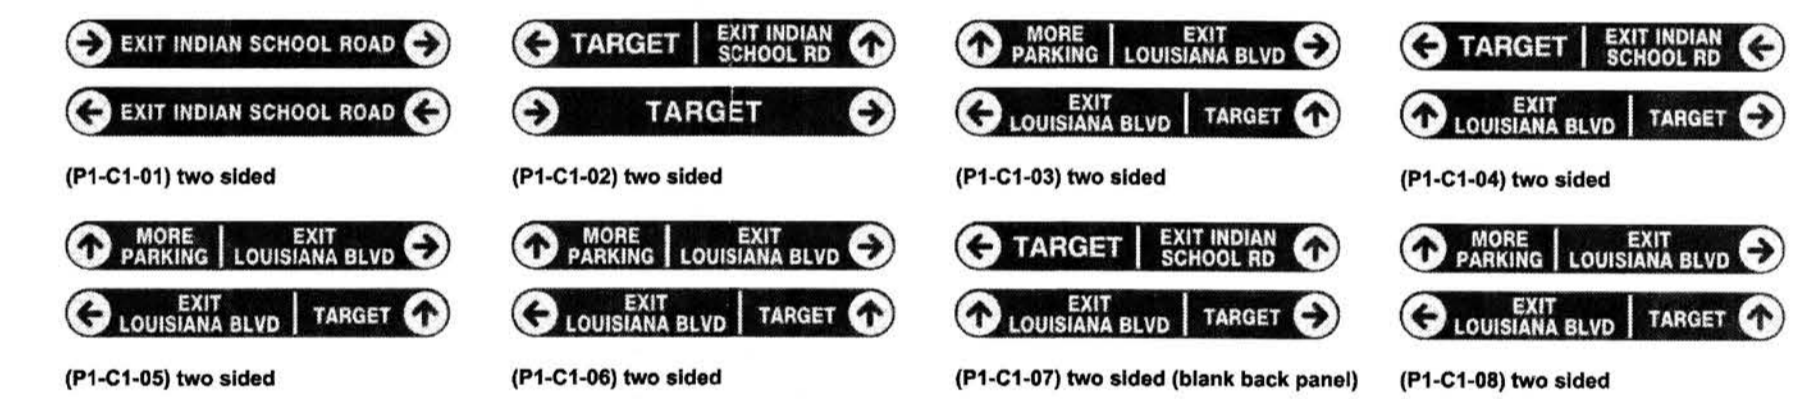 EXIT INDIAN SCHOOL ROAD
EXIT INDIAN SCHOOL ROAD
(P1-C1-01) two sided
TARGET
EXIT INDIAN
SCHOOL RD
TARGET
(P1-C1-02) two sided
MORE
PARKING
EXIT
LOUISIANA BLVD
EXIT
LOUISIANA BLVD
TARGET
(P1-C1-03) two sided
TARGET
EXIT INDIAN
SCHOOL RD
EXIT
LOUISIANA BLVD
TARGET
(P1-C1-04) two sided
MORE
PARKING
EXIT
LOUISIANA BLVD
EXIT
LOUISIANA BLVD
TARGET
(P1-C1-05) two sided
MORE
PARKING
EXIT
LOUISIANA BLVD
EXIT
LOUISIANA BLVD
TARGET
(P1-C1-06) two sided
TARGET
EXIT INDIAN
SCHOOL RD
EXIT
LOUISIANA BLVD
TARGET
(P1-C1-07) two sided (blank back panel)
MORE
PARKING
EXIT
LOUISIANA BLVD
EXIT
LOUISIANA BLVD
TARGET
(P1-C1-08) two sided